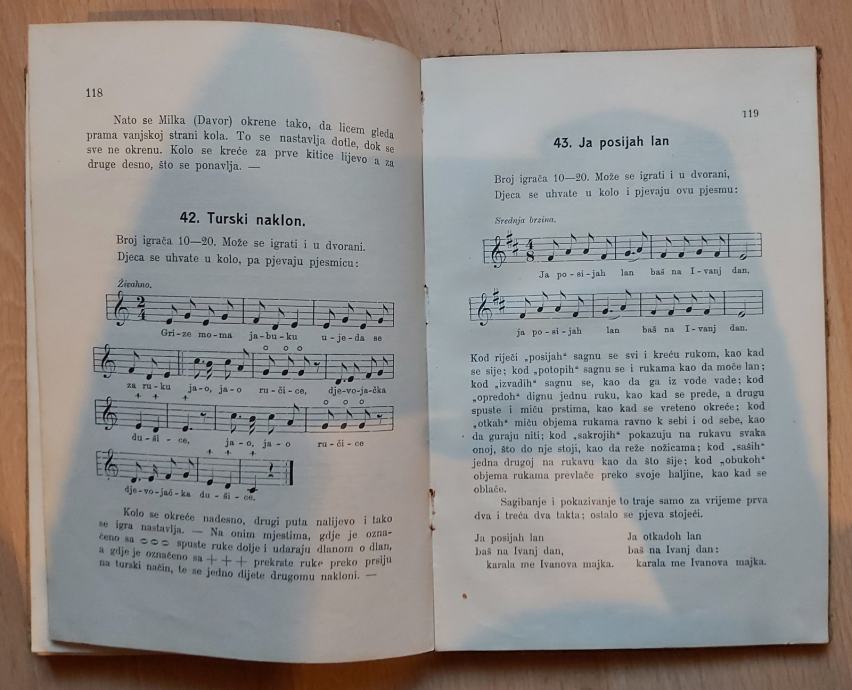 118
Nato se Milka (Davor) okrene tako, da licem gleda
prama vanjskoj strani kola. To se nastavlja dotle, dok se
sve ne okrenu. Kolo se kreće za prve kitice lijevo a za
druge desno, što se ponavlja. —
42. Turski naklon.
Broj igrača 10—20. Može se igrati i u dvorani.
Djeca se uhvate u kolo, pa pjevaju pjesmicu:
Živahno.
2
4
Gri - ze mo - ma ja - bu - ku u - je - da se
o o o
za ru - ku ja - o, ja - o ru - či - ce, dje - vo - ja - čka
+ + + o o o
du - ši - ce, ja - o, ja - o ru - či - ce
+ + +
dje - vo - jač - ka du - ši - ce.
Kolo se okreće nadesno, drugi puta nalijevo i tako
se igra nastavlja. — Na onim mjestima, gdje je ozna-
čeno sa o o o spuste ruke dolje i udaraju dlanom o dlan,
a gdje je označeno sa + + + prekrate ruke preko prsiju
na turski način, te se jedno dijete drugomu nakloni. —
119
43. Ja posijah lan
Broj igrača 10—20. Može se igrati i u dvorani,
Djeca se uhvate u kolo i pjevaju ovu pjesmu:
Srednja brzina.
4
8
Ja po - si - jah lan baš na I - vanj dan,
ja po - si - jah lan baš na I - vanj dan.
Kod riječi „posijah“ sagnu se svi i kreću rukom, kao kad
se sije; kod „potopih“ sagnu se i rukama kao da moče lan;
kod „izvadih“ sagnu se, kao da ga iz vode vade; kod
„opredoh“ dignu jednu ruku, kao kad se prede, a drugu
spuste i miču prstima, kao kad se vreteno okreće; kod
„otkah“ miču objema rukama ravno k sebi i od sebe, kao
da guraju niti; kod „sakrojih“ pokazuju na rukavu svaka
onoj, što do nje stoji, kao da reže nožicama; kod „saših“
jedna drugoj na rukavu kao da što šije; kod „obukoh“
objema rukama prevlače preko svoje haljine, kao kad se
oblače.
Sagibanje i pokazivanje to traje samo za vrijeme prva
dva i treća dva takta; ostalo se pjeva stojeći.
Ja posijah lan
baš na Ivanj dan,
karala me Ivanova majka.
Ja otkadoh lan
baš na Ivanj dan:
karala me Ivanova majka.